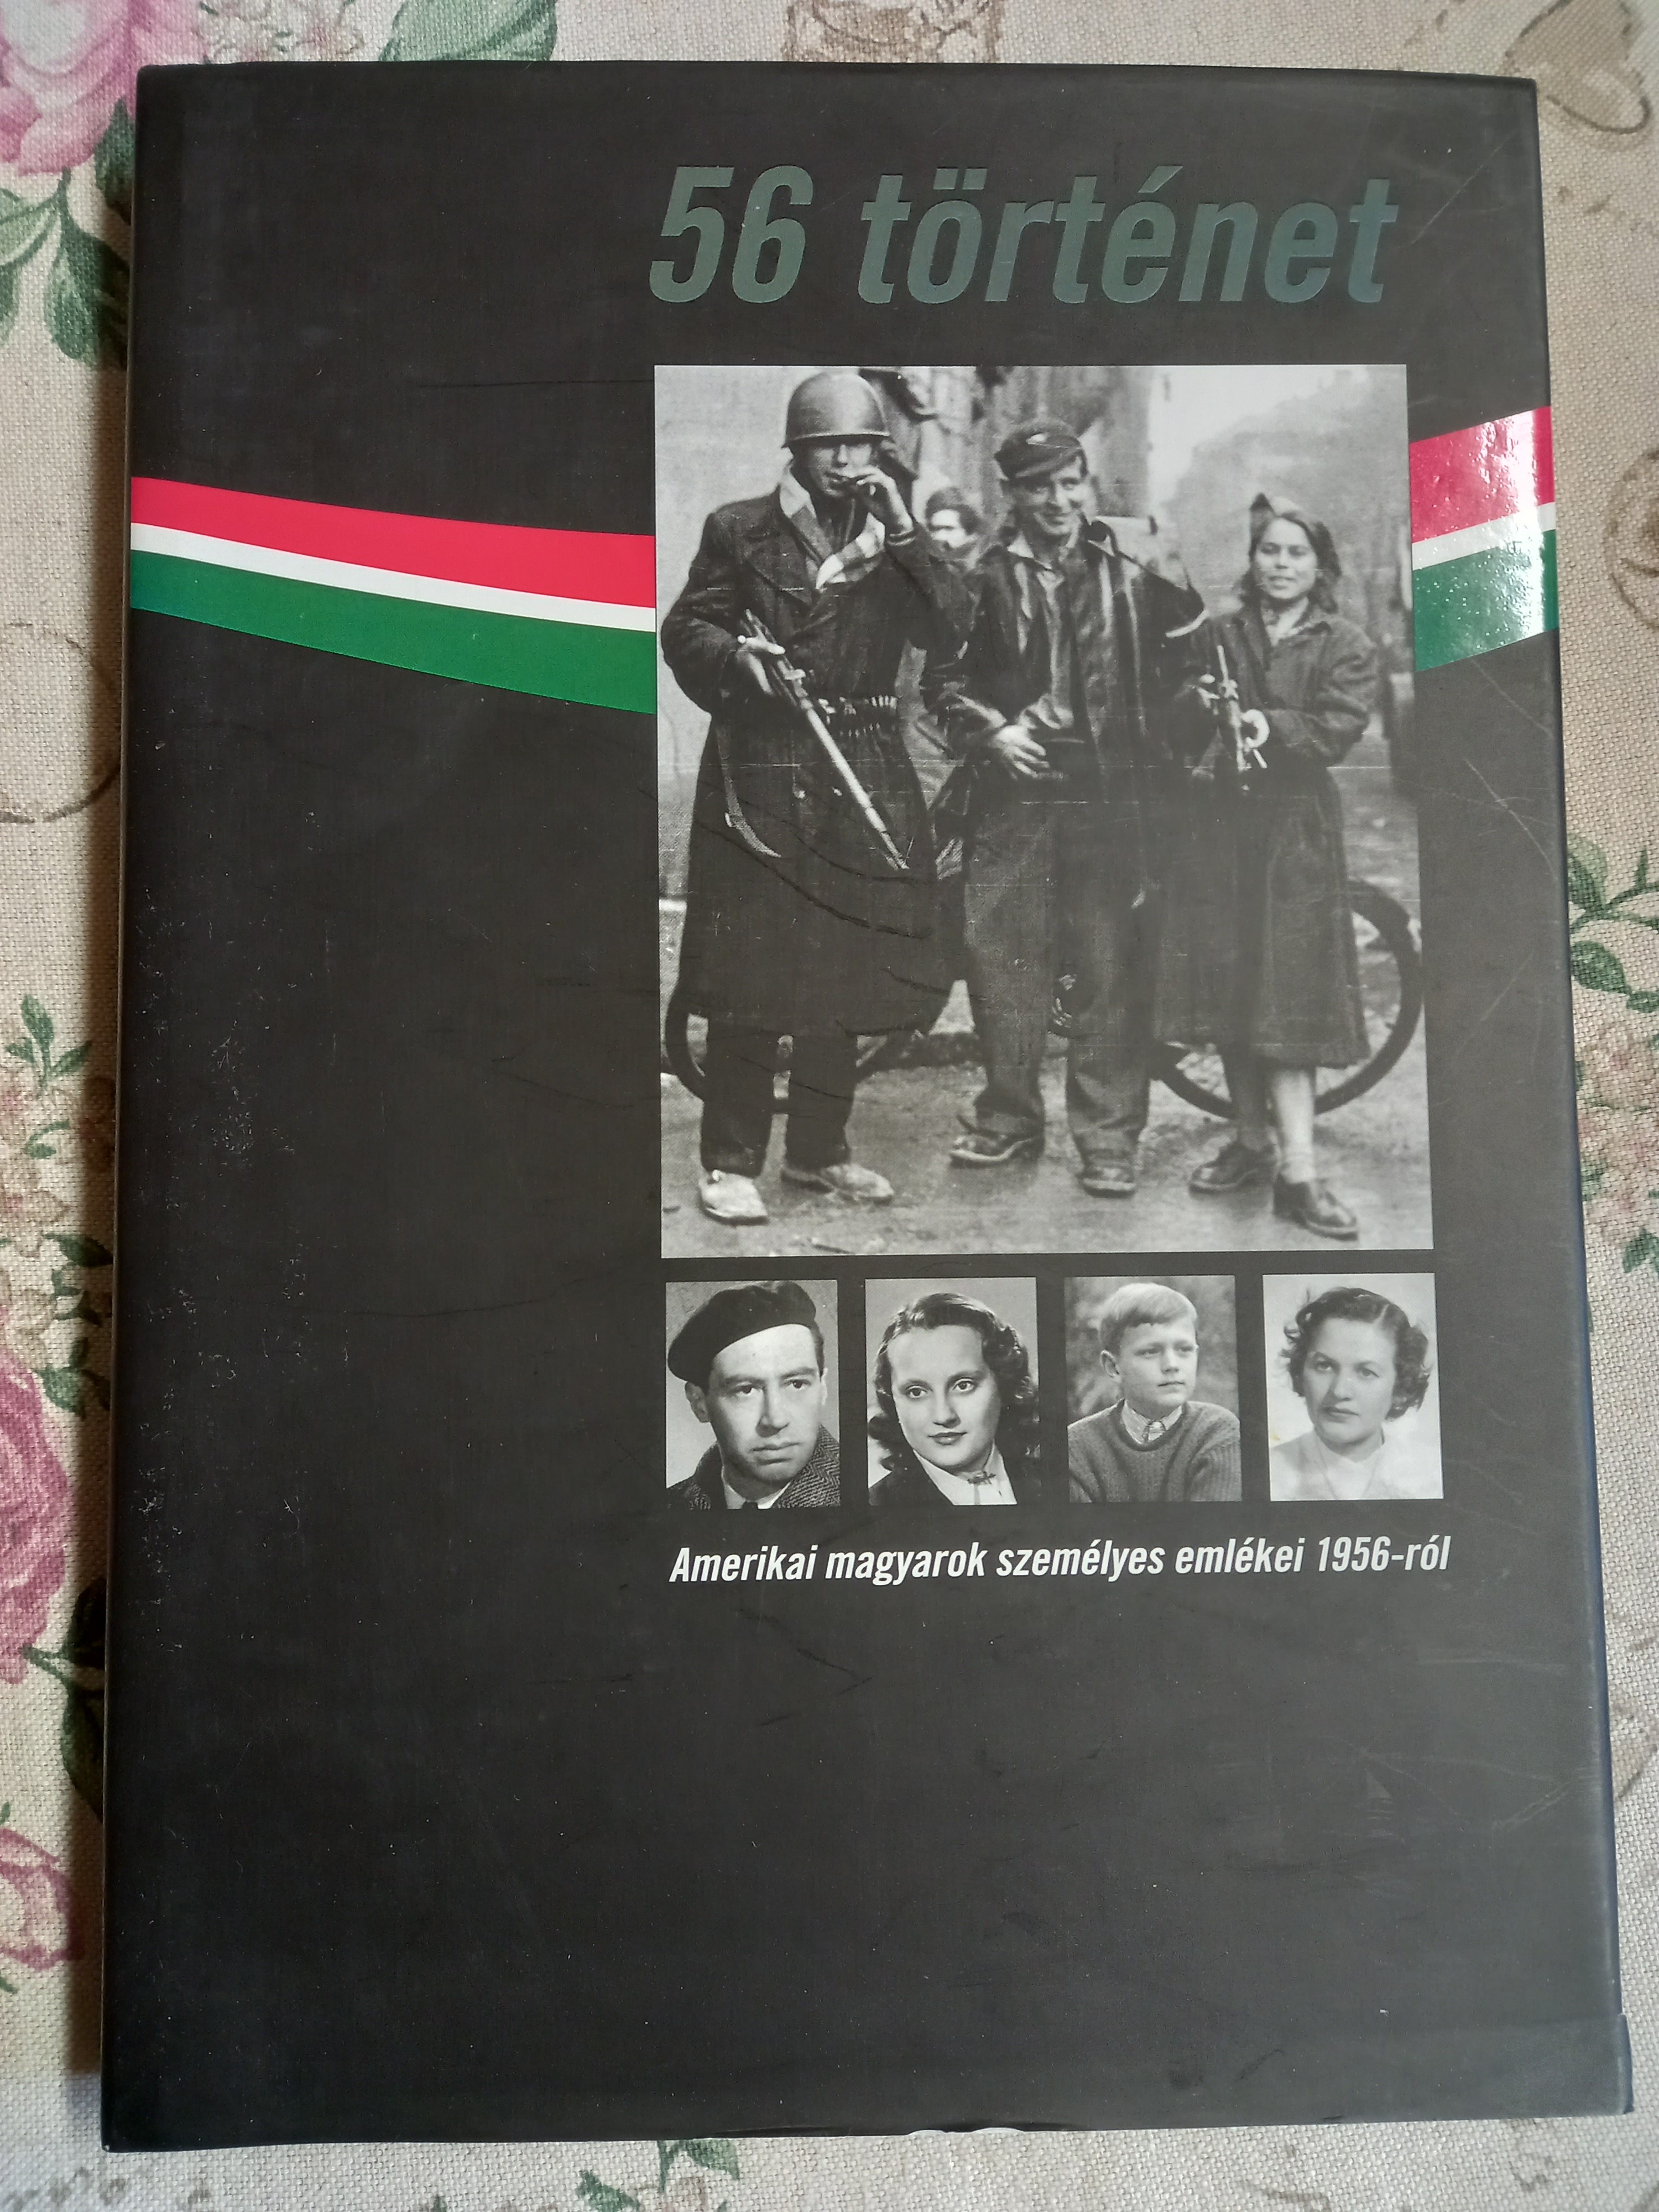 56 történet
Amerikai magyarok személyes emlékei 1956-ról